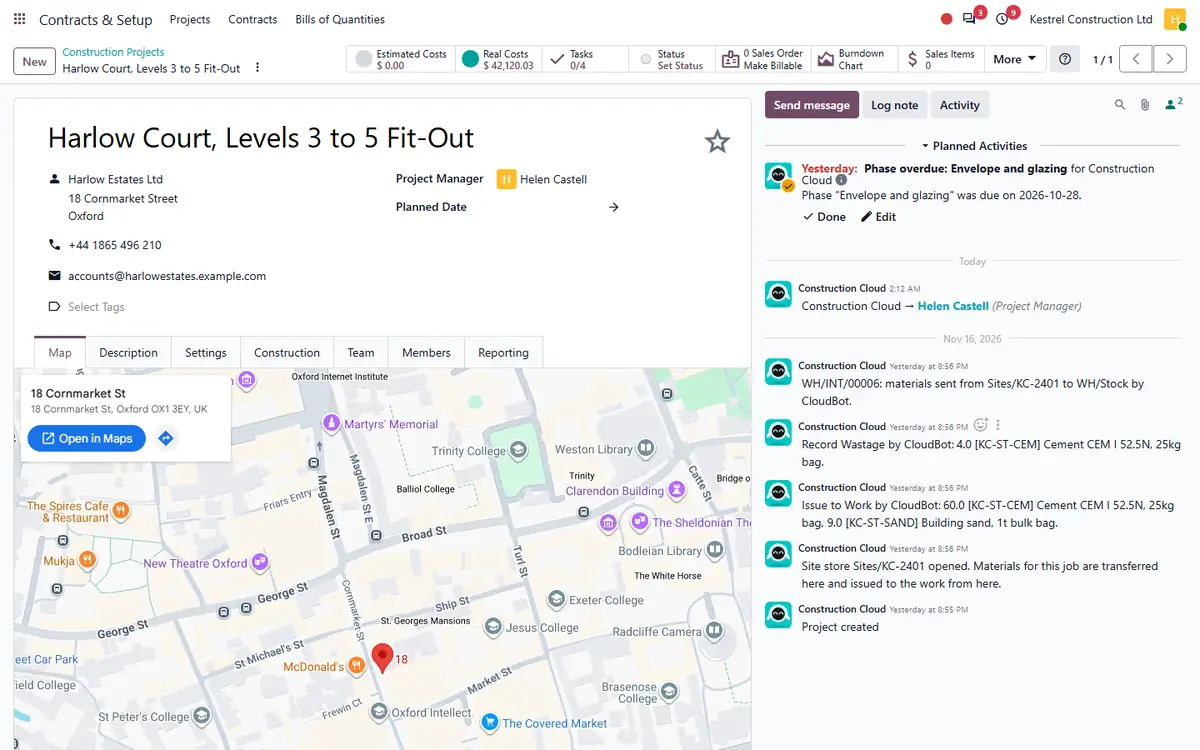 Contracts & Setup Projects Contracts Bills of Quantities 3 9 Kestrel Construction Ltd H
New
Construction Projects
Harlow Court, Levels 3 to 5 Fit-Out
Estimated Costs
$ 0.00
Real Costs
$ 42,120.03
Tasks
0/4
Status
Set Status
0 Sales Order
Make Billable
Burndown
Chart
Sales Items
0
More
1 / 1
Harlow Court, Levels 3 to 5 Fit-Out
Harlow Estates Ltd
18 Cornmarket Street
Oxford
+44 1865 496 210
accounts@harlowestates.example.com
Select Tags
Project Manager H Helen Castell
Planned Date
Map Description Settings Construction Team Members Reporting
18 Cornmarket St
18 Cornmarket St, Oxford OX1 3EY, UK
Open in Maps
Oxford Internet Institute
Martyrs' Memorial
Trinity College
Weston Library
Trinity
Balliol College
Clarendon Building
Catte St
Bridge o
The Spires Cafe
& Restaurant
Friars Entry
Magdalen St
Magdalen St E
The Sheldonian Th
Broad St
Mukja
New Theatre Oxford
Turl St
Bodleian Library
The White Horse
George St
Ship St
Exeter College
St. Georges Mansions
Cornmarket St
Jesus College
Radcliffe Camera
George St
St Michael's St
eet Car Park
McDonald's
18
Market St
field College
Frewin Ct
Brasenose
College
St Peter's College
Oxford Intellect
The Covered Market
Send message Log note Activity 2
Planned Activities
Yesterday: Phase overdue: Envelope and glazing for Construction
Cloud
Phase "Envelope and glazing" was due on 2026-10-28.
Done Edit
Today
Construction Cloud 2:12 AM
Construction Cloud → Helen Castell (Project Manager)
Nov 16, 2026
Construction Cloud Yesterday at 8:56 PM
WH/INT/00006: materials sent from Sites/KC-2401 to WH/Stock by
CloudBot.
Construction Cloud Yesterday at 8:56 PM
Record Wastage by CloudBot: 4.0 [KC-ST-CEM] Cement CEM I 52.5N, 25kg
bag.
Construction Cloud Yesterday at 8:56 PM
Issue to Work by CloudBot: 60.0 [KC-ST-CEM] Cement CEM I 52.5N, 25kg
bag, 9.0 [KC-ST-SAND] Building sand, 1t bulk bag.
Construction Cloud Yesterday at 8:56 PM
Site store Sites/KC-2401 opened. Materials for this job are transferred
here and issued to the work from here.
Construction Cloud Yesterday at 8:55 PM
Project created